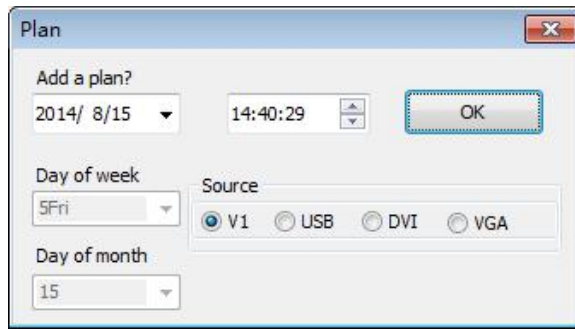 Plan
Add a plan?
2014/ 8/15 14:40:29 OK
Day of week
5Fri
Source
V1 USB DVI VGA
Day of month
15